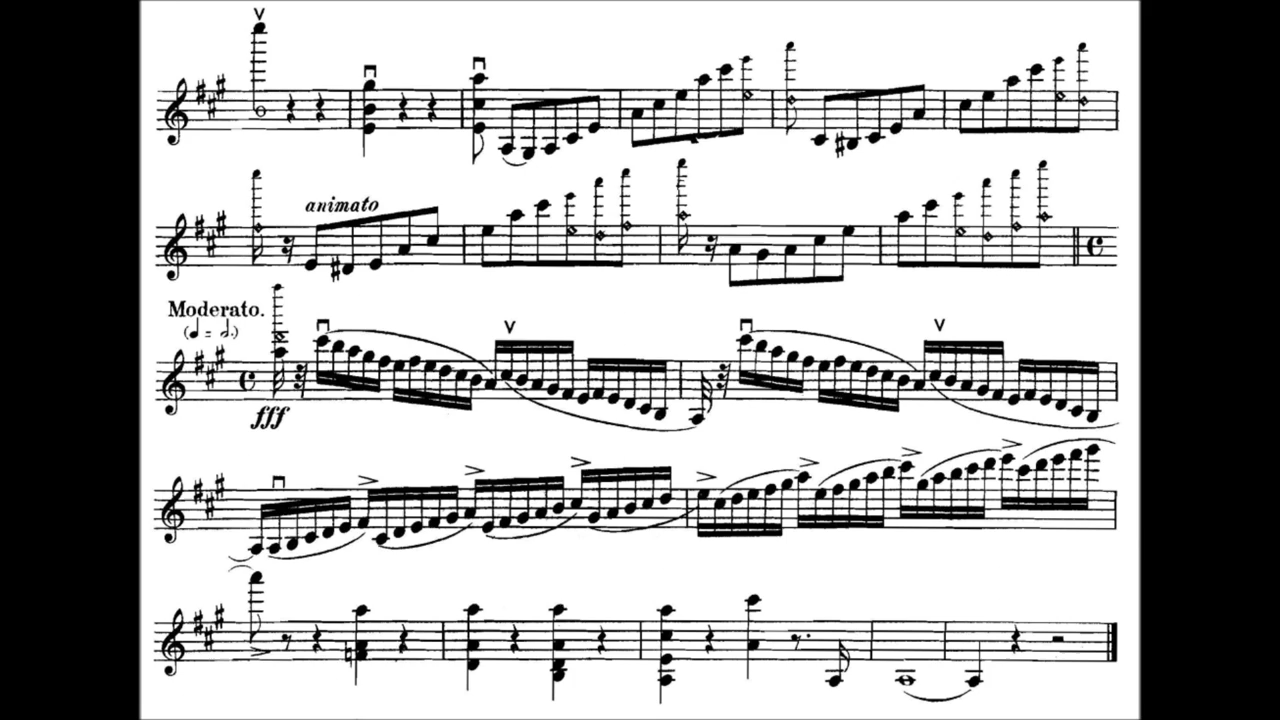 animato
Moderato.
(♩ = 𝅗𝅥.)
fff